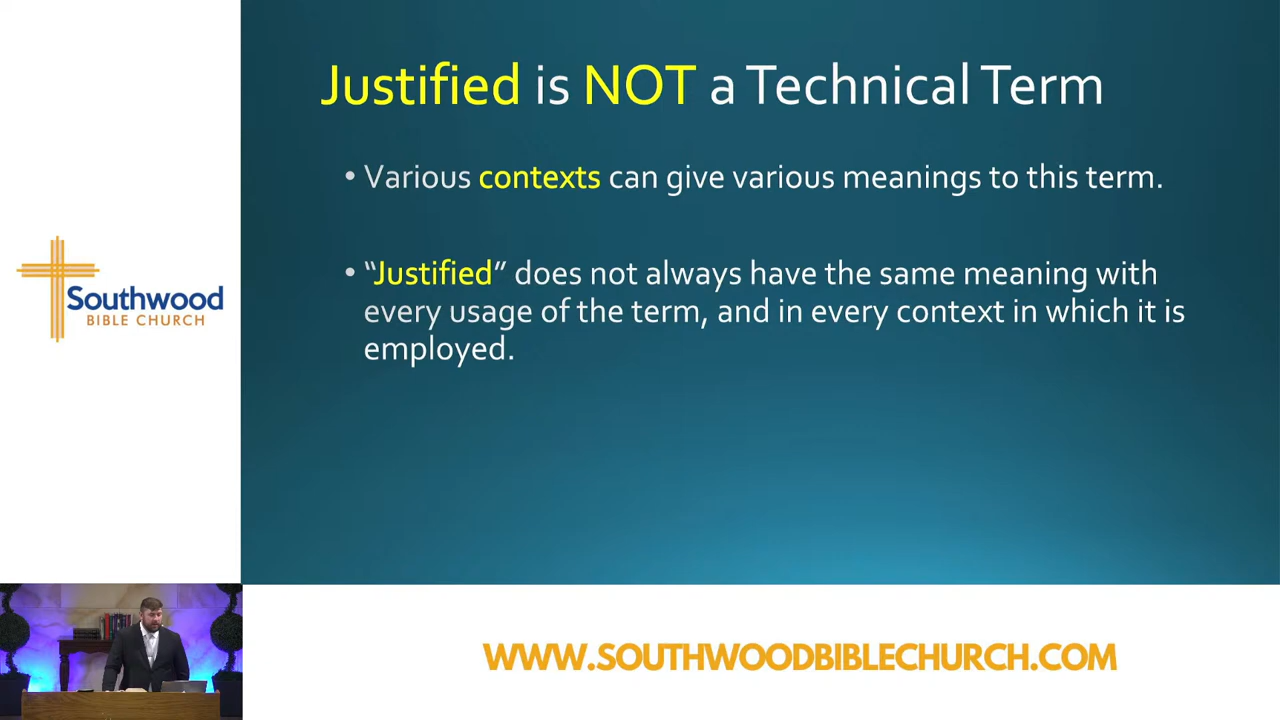 Justified is NOT a Technical Term
• Various contexts can give various meanings to this term.
• “Justified” does not always have the same meaning with
every usage of the term, and in every context in which it is
employed.
Southwood
BIBLE CHURCH
WWW.SOUTHWOODBIBLECHURCH.COM